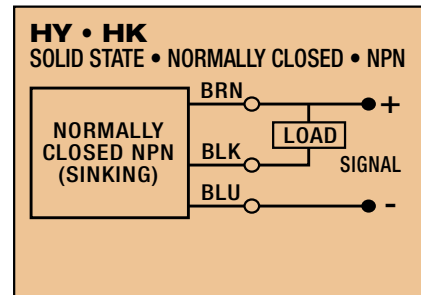 HY • HK
SOLID STATE • NORMALLY CLOSED • NPN
BRN
+
NORMALLY
CLOSED NPN
(SINKING)
LOAD
BLK
SIGNAL
BLU
-